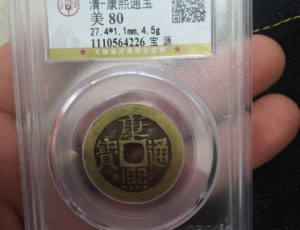 清-康熙通宝
美 80
27.4*1.1mm, 4.5g
1110564226 宝 源
康
寶 通
熙